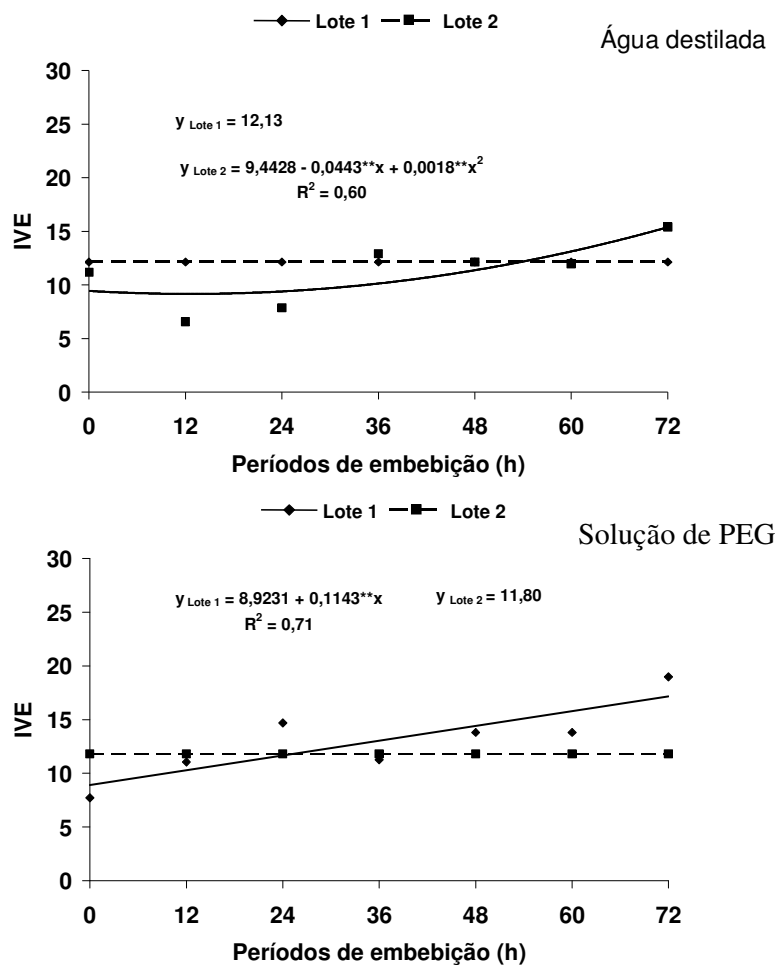 Lote 1 Lote 2
Água destilada
30
y Lote 1 = 12,13
25
y Lote 2 = 9,4428 - 0,0443**x + 0,0018**x²
R² = 0,60
20
15
10
5
0
IVE
0 12 24 36 48 60 72
Períodos de embebição (h)
Lote 1 Lote 2
Solução de PEG
30
y Lote 1 = 8,9231 + 0,1143**x y Lote 2 = 11,80
R² = 0,71
25
20
15
10
5
0
IVE
0 12 24 36 48 60 72
Períodos de embebição (h)